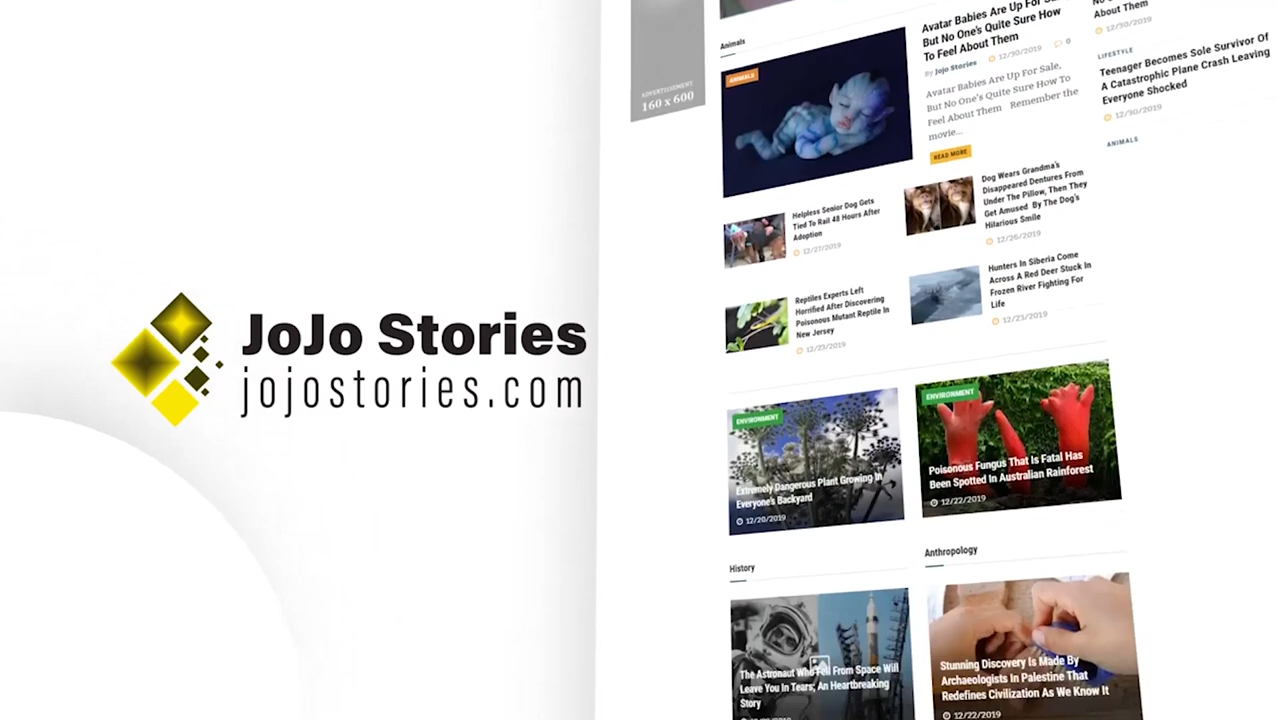 JoJo Stories
jojostories.com
ADVERTISEMENT
160 x 600
Animals
ANIMALS
Avatar Babies Are Up For
But No One's Quite Sure How
To Feel About Them
By Jojo Stories
12/30/2019
0
Avatar Babies Are Up For Sale,
But No One's Quite Sure How To
Feel About Them Remember the
movie...
READ MORE
Helpless Senior Dog Gets
Tied To Rail 48 Hours After
Adoption
12/27/2019
Dog Wears Grandma's
Disappeared Dentures From
Under The Pillow, Then They
Get Amused By The Dog's
Hilarious Smile
12/26/2019
Reptiles Experts Left
Horrified After Discovering
Poisonous Mutant Reptile In
New Jersey
12/23/2019
Hunters In Siberia Come
Across A Red Deer Stuck In
Frozen River Fighting For
Life
12/23/2019
About Them
12/30/2019
LIFESTYLE
Teenager Becomes Sole Survivor Of
A Catastrophic Plane Crash Leaving
Everyone Shocked
12/30/2019
ANIMALS
ENVIRONMENT
Extremely Dangerous Plant Growing In
Everyone's Backyard
12/20/2019
ENVIRONMENT
Poisonous Fungus That Is Fatal Has
Been Spotted In Australian Rainforest
12/22/2019
History
The Astronaut Who Fell From Space Will
Leave You In Tears; An Heartbreaking
Story
Anthropology
Stunning Discovery Is Made By
Archaeologists In Palestine That
Redefines Civilization As We Know It
12/22/2019